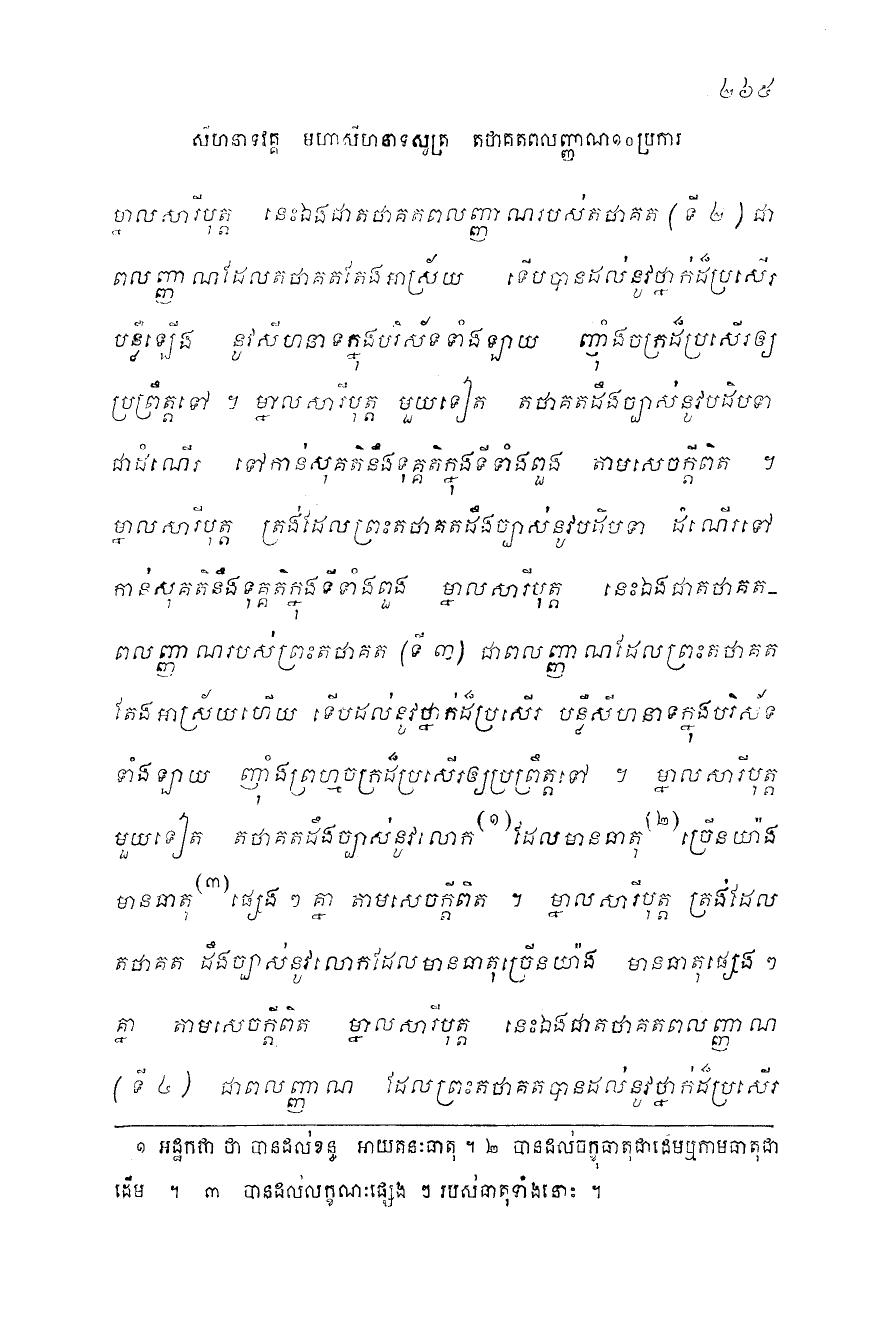 ២៦៥
សីហនាទវគ្គ មហាសីហនាទសូត្រ តថាគតពលញ្ញាណ១០ប្រការ
ម្នាលសារីបុត្ត នេះឯងជាតថាគតពលញ្ញាណរបស់តថាគត (ទី ២) ជា
ពលញ្ញាណដែលតថាគតតែងអាស្រ័យ ទើបបានដល់នូវថ្នាក់ដ៏ប្រសើរ
បន្លឺឡើង នូវសីហនាទក្នុងបរិស័ទទាំងឡាយ ញ៉ាំងចក្រដ៏ប្រសើរឲ្យ
ប្រព្រឹត្តទៅ ។ ម្នាលសារីបុត្ត មួយទៀត តថាគតដឹងច្បាស់នូវបដិបទា
ជាដំណើរ ទៅកាន់សុគតិនឹងទុគ្គតិក្នុងទីទាំងពួង តាមសេចក្តីពិត ។
ម្នាលសារីបុត្ត ត្រង់ដែលព្រះតថាគតដឹងច្បាស់នូវបដិបទា ដំណើរទៅ
កាន់សុគតិនឹងទុគ្គតិក្នុងទីទាំងពួង ម្នាលសារីបុត្ត នេះឯងជាតថាគត-
ពលញ្ញាណរបស់ព្រះតថាគត (ទី ៣) ជាពលញ្ញាណដែលព្រះតថាគត
តែងអាស្រ័យហើយ ទើបដល់នូវថ្នាក់ដ៏ប្រសើរ បន្លឺសីហនាទក្នុងបរិស័ទ
ទាំងឡាយ ញ៉ាំងព្រហ្មចក្រដ៏ប្រសើរឲ្យប្រព្រឹត្តទៅ ។ ម្នាលសារីបុត្ត
មួយទៀត តថាគតដឹងច្បាស់នូវលោក(១)ដែលមានធាតុ(២)ច្រើនយ៉ាង
មានធាតុ(៣)ផ្សេង ៗ គ្នា តាមសេចក្តីពិត ។ ម្នាលសារីបុត្ត ត្រង់ដែល
តថាគត ដឹងច្បាស់នូវលោកដែលមានធាតុច្រើនយ៉ាង មានធាតុផ្សេង ៗ
គ្នា តាមសេចក្តីពិត ម្នាលសារីបុត្ត នេះឯងជាតថាគតពលញ្ញាណ
(ទី ៤) ជាពលញ្ញាណ ដែលព្រះតថាគតបានដល់នូវថ្នាក់ដ៏ប្រសើរ
១ អដ្ឋកថា ថា បានដល់ខន្ធ អាយតនៈធាតុ ។ ២ បានដល់ចក្ខុធាតុជាដើមឬកាមធាតុជា
ដើម ។ ៣ បានដល់លក្ខណៈផ្សេង ៗ របស់ធាតុទាំងនោះ ។